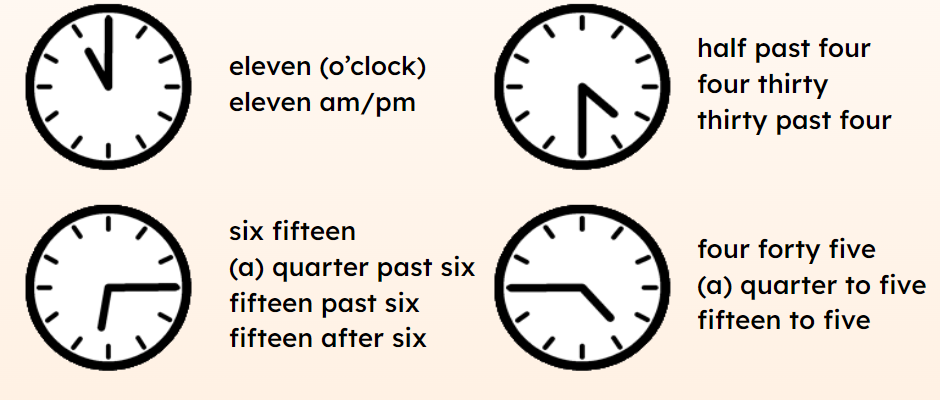 eleven (o’clock)
eleven am/pm
half past four
four thirty
thirty past four
six fifteen
(a) quarter past six
fifteen past six
fifteen after six
four forty five
(a) quarter to five
fifteen to five